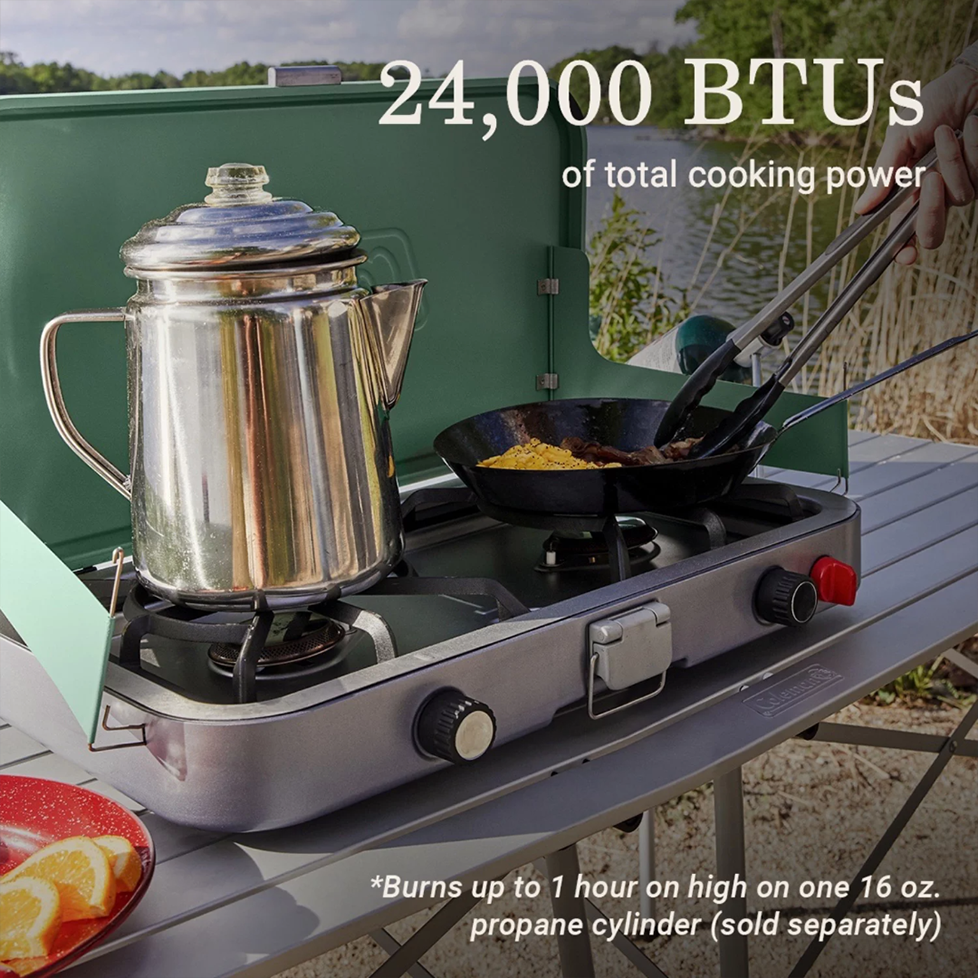 24,000 BTUs
of total cooking power
Coleman
*Burns up to 1 hour on high on one 16 oz.
propane cylinder (sold separately)